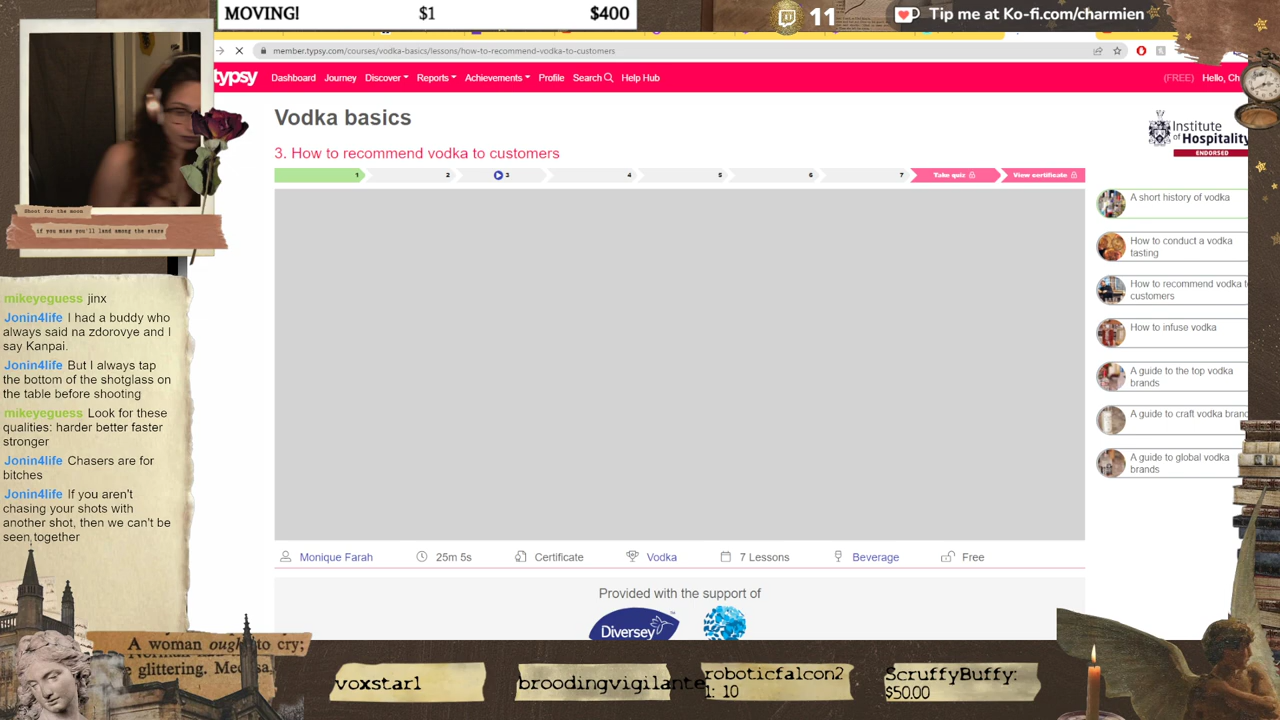 MOVING! $1 $400
11
Tip me at Ko-fi.com/charmien
member.typsy.com/courses/vodka-basics/lessons/how-to-recommend-vodka-to-customers
typsy Dashboard Journey Discover Reports Achievements Profile Search Help Hub (FREE) Hello, Ch
Vodka basics
Institute
of Hospitality
ENDORSED
3. How to recommend vodka to customers
1 2 3 4 5 6 7 Take quiz View certificate
A short history of vodka
How to conduct a vodka
tasting
How to recommend vodka t
customers
How to infuse vodka
A guide to the top vodka
brands
A guide to craft vodka brand
A guide to global vodka
brands
Monique Farah 25m 5s Certificate Vodka 7 Lessons Beverage Free
Provided with the support of
Diversey
Shoot for the moon
if you miss you'll land among the stars
mikeyeguess jinx
Jonin4life I had a buddy who
always said na zdorovye and I
say Kanpai.
Jonin4life But I always tap
the bottom of the shotglass on
the table before shooting
mikeyeguess Look for these
qualities: harder better faster
stronger
Jonin4life Chasers are for
bitches
Jonin4life If you aren't
chasing your shots with
another shot, then we can't be
seen together
A woman ought to cry;
glittering.
voxstar1
broodingvigilante
roboticfalcon2
1: 10
ScruffyBuffy:
$50.00